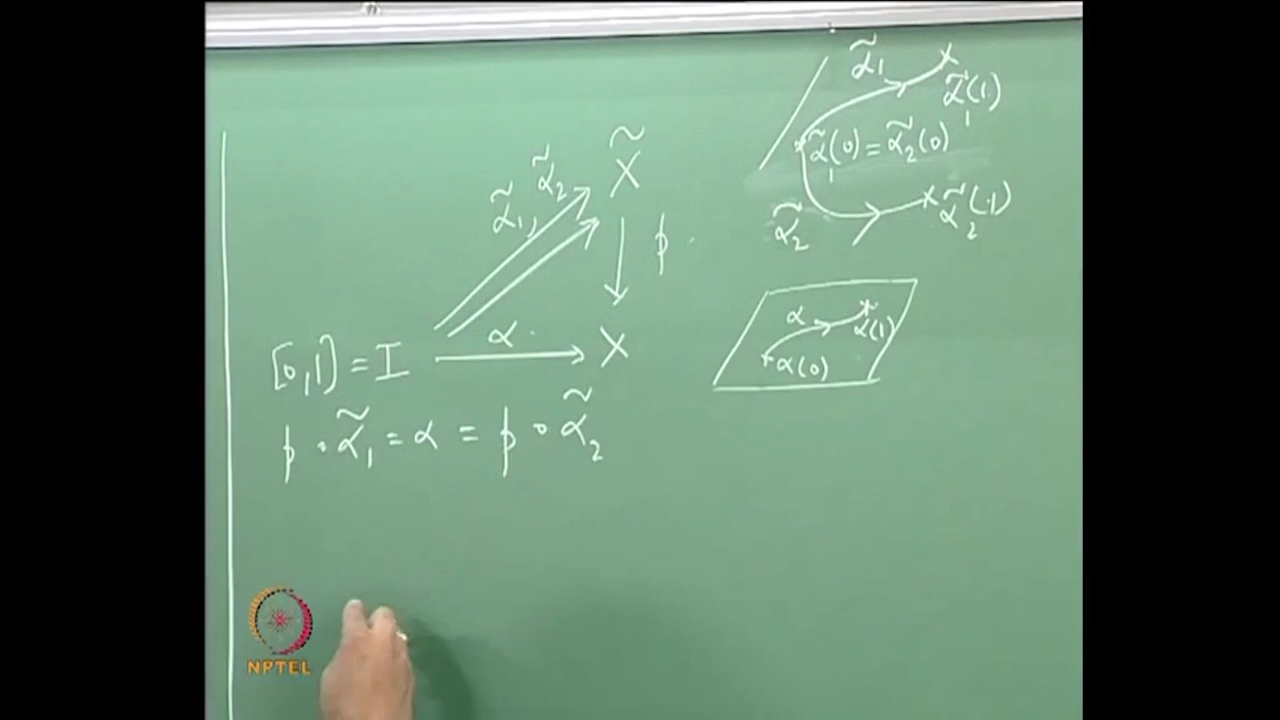 X̃
α̃₁, α̃₂
p
α
[0,1] = I
X
p ∘ α̃₁ = α = p ∘ α̃₂
α̃₁
α̃₁(1)
α̃₁(0) = α̃₂(0)
α̃₂
α̃₂(1)
α
α(1)
α(0)
NPTEL